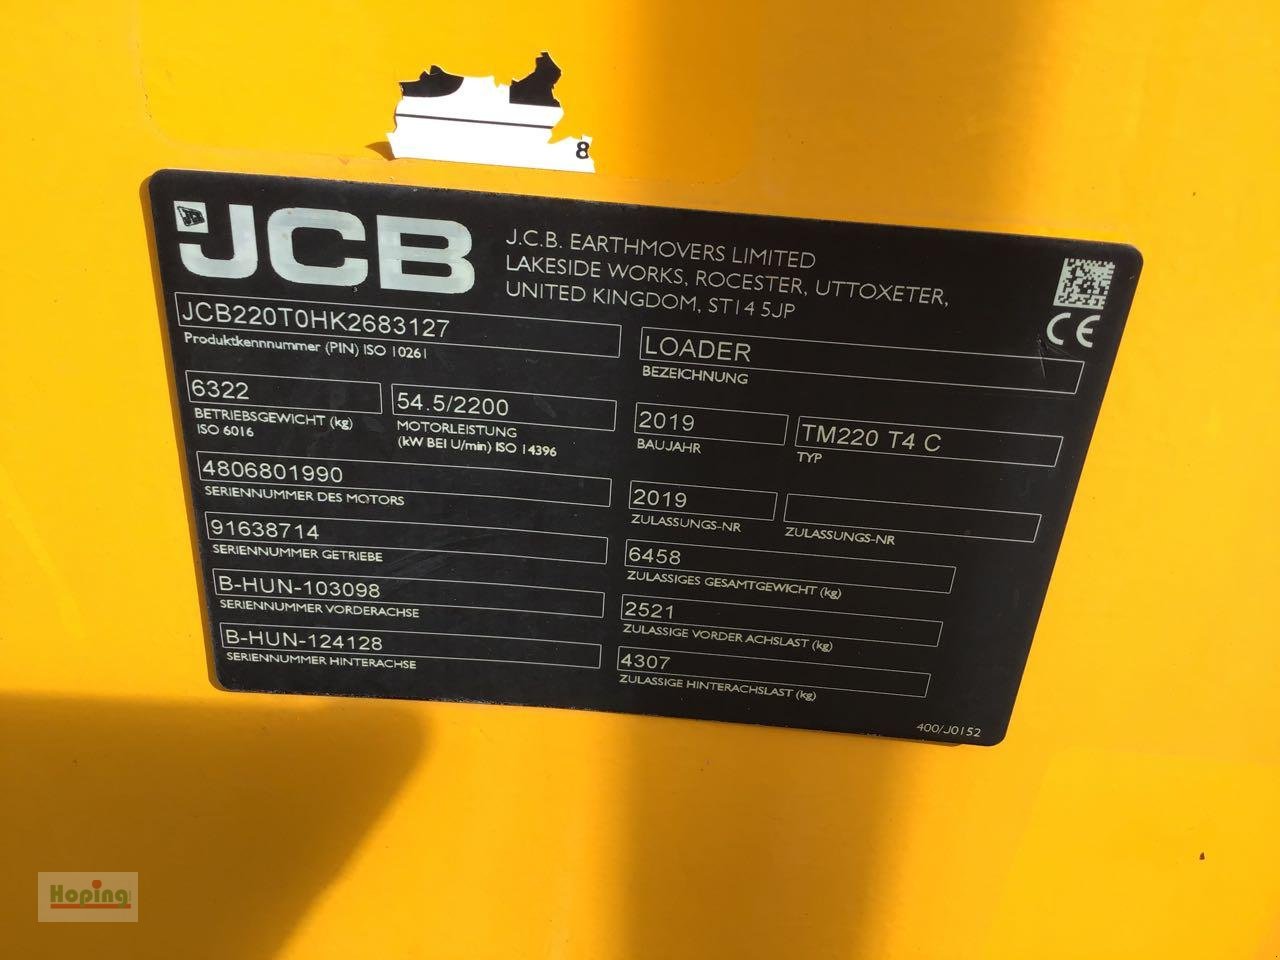 8
JCB
J.C.B. EARTHMOVERS LIMITED
LAKESIDE WORKS, ROCESTER, UTTOXETER,
UNITED KINGDOM, ST14 5JP
CE
JCB220T0HK2683127
Produktkennnummer (PIN) ISO 10261
LOADER
BEZEICHNUNG
6322
BETRIEBSGEWICHT (kg)
ISO 6016
54.5/2200
MOTORLEISTUNG
(kW BEI U/min) ISO 14396
2019
BAUJAHR
TM220 T4 C
TYP
4806801990
SERIENNUMMER DES MOTORS
2019
ZULASSUNGS-NR
ZULASSUNGS-NR
91638714
SERIENNUMMER GETRIEBE
6458
ZULASSIGES GESAMTGEWICHT (kg)
B-HUN-103098
SERIENNUMMER VORDERACHSE
2521
ZULASSIGE VORDER ACHSLAST (kg)
B-HUN-124128
SERIENNUMMER HINTERACHSE
4307
ZULASSIGE HINTERACHSLAST (kg)
400/J0152
Hoping